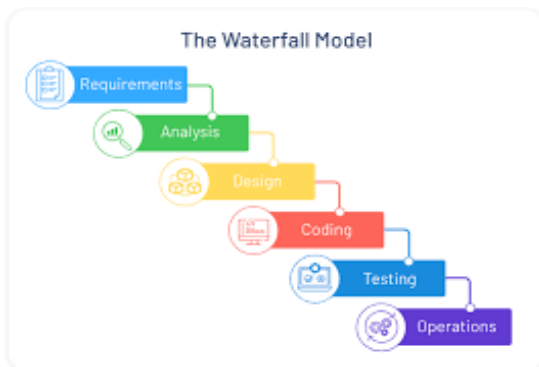 The Waterfall Model
Requirements
Analysis
Design
Coding
Testing
Operations